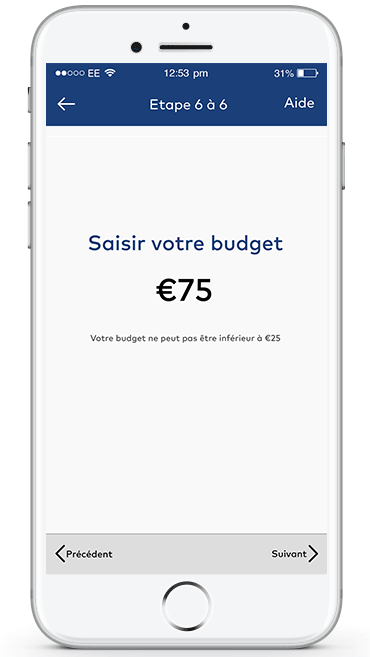 ●●○○○ EE 12:53 pm 31%
Etape 6 à 6 Aide
Saisir votre budget
€75
Votre budget ne peut pas être inférieur à €25
Précédent Suivant